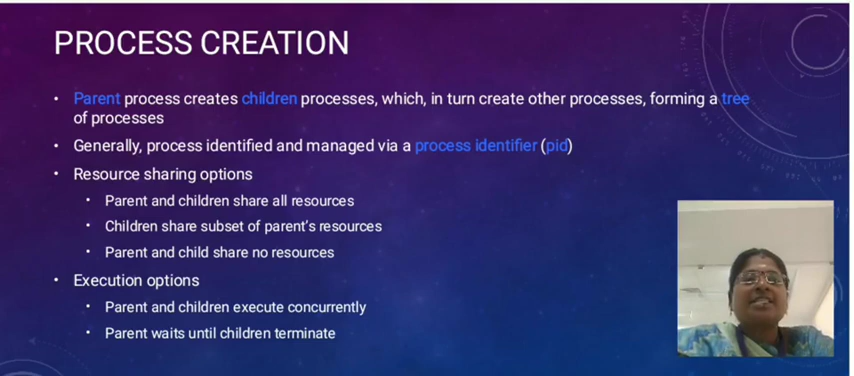 PROCESS CREATION
• Parent process creates children processes, which, in turn create other processes, forming a tree
of processes
• Generally, process identified and managed via a process identifier (pid)
• Resource sharing options
• Parent and children share all resources
• Children share subset of parent's resources
• Parent and child share no resources
• Execution options
• Parent and children execute concurrently
• Parent waits until children terminate